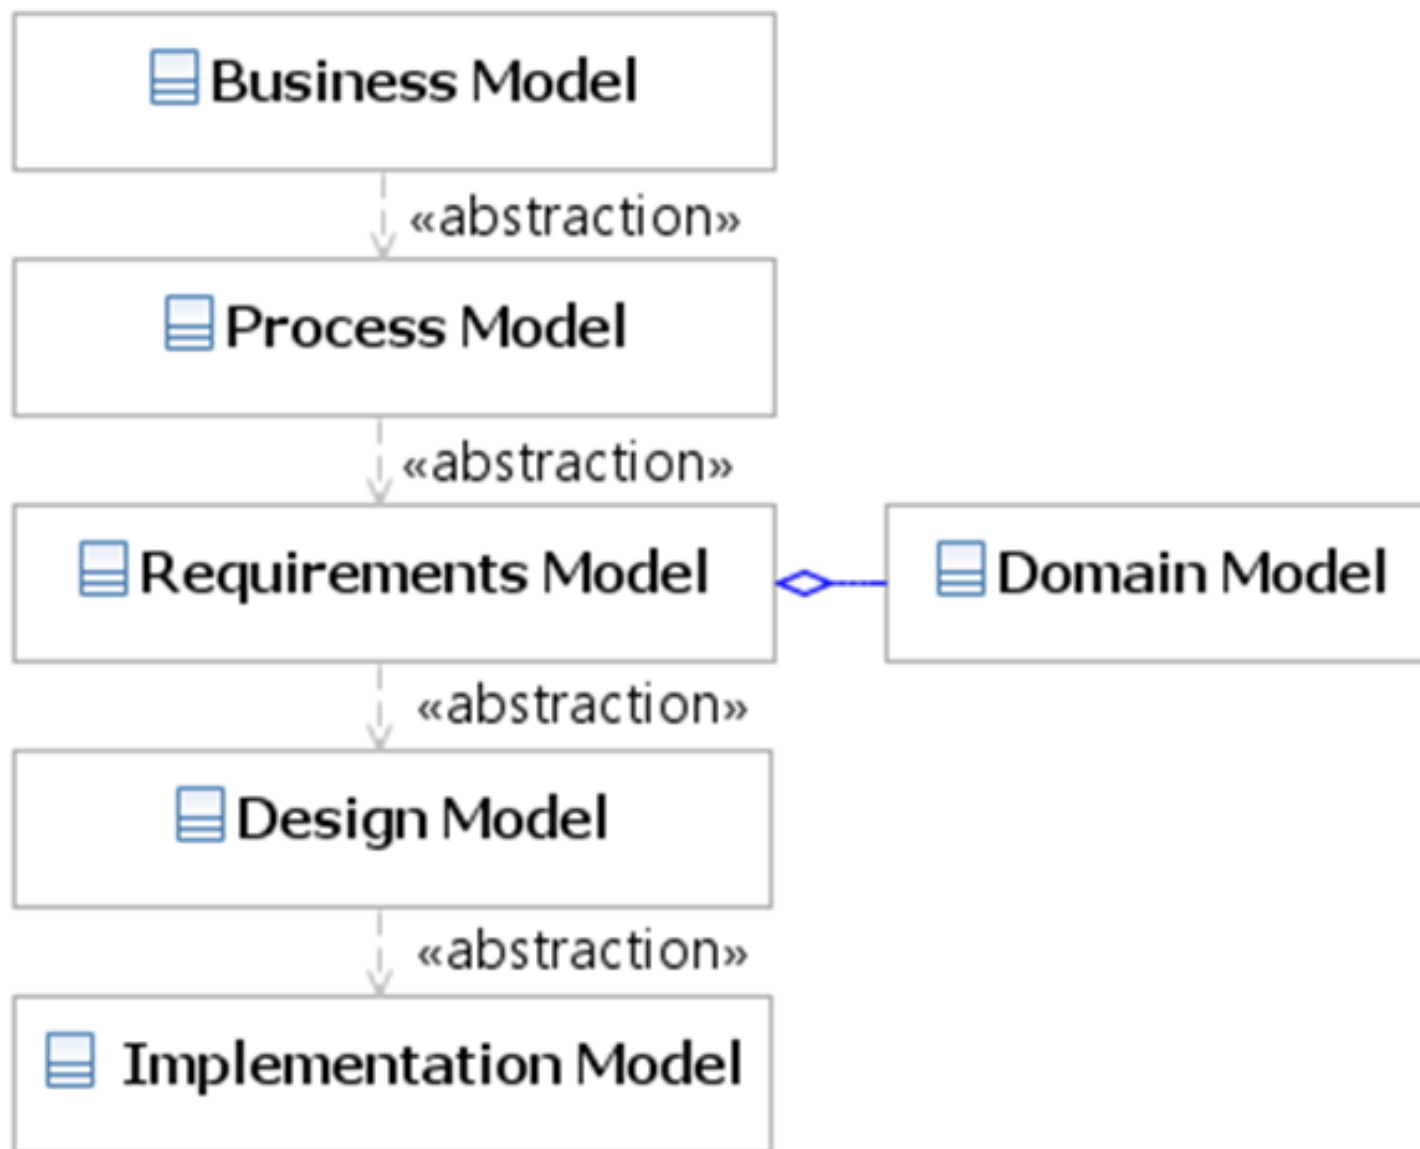 Business Model
«abstraction»
Process Model
«abstraction»
Requirements Model
Domain Model
«abstraction»
Design Model
«abstraction»
Implementation Model